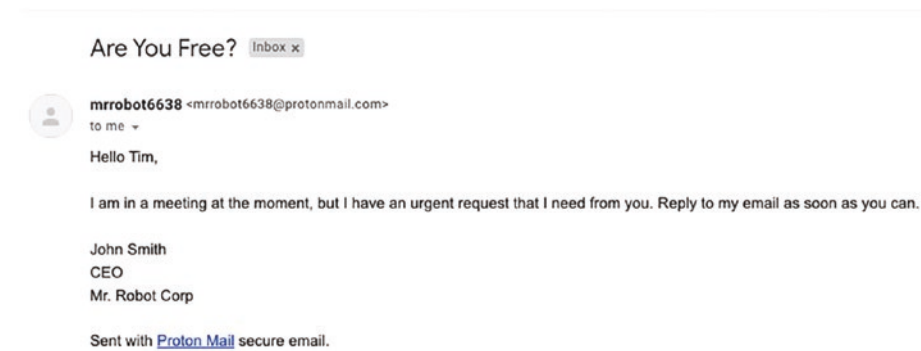 Are You Free? Inbox x
mrrobot6638 <mrrobot6638@protonmail.com>
to me
Hello Tim,
I am in a meeting at the moment, but I have an urgent request that I need from you. Reply to my email as soon as you can.
John Smith
CEO
Mr. Robot Corp
Sent with Proton Mail secure email.